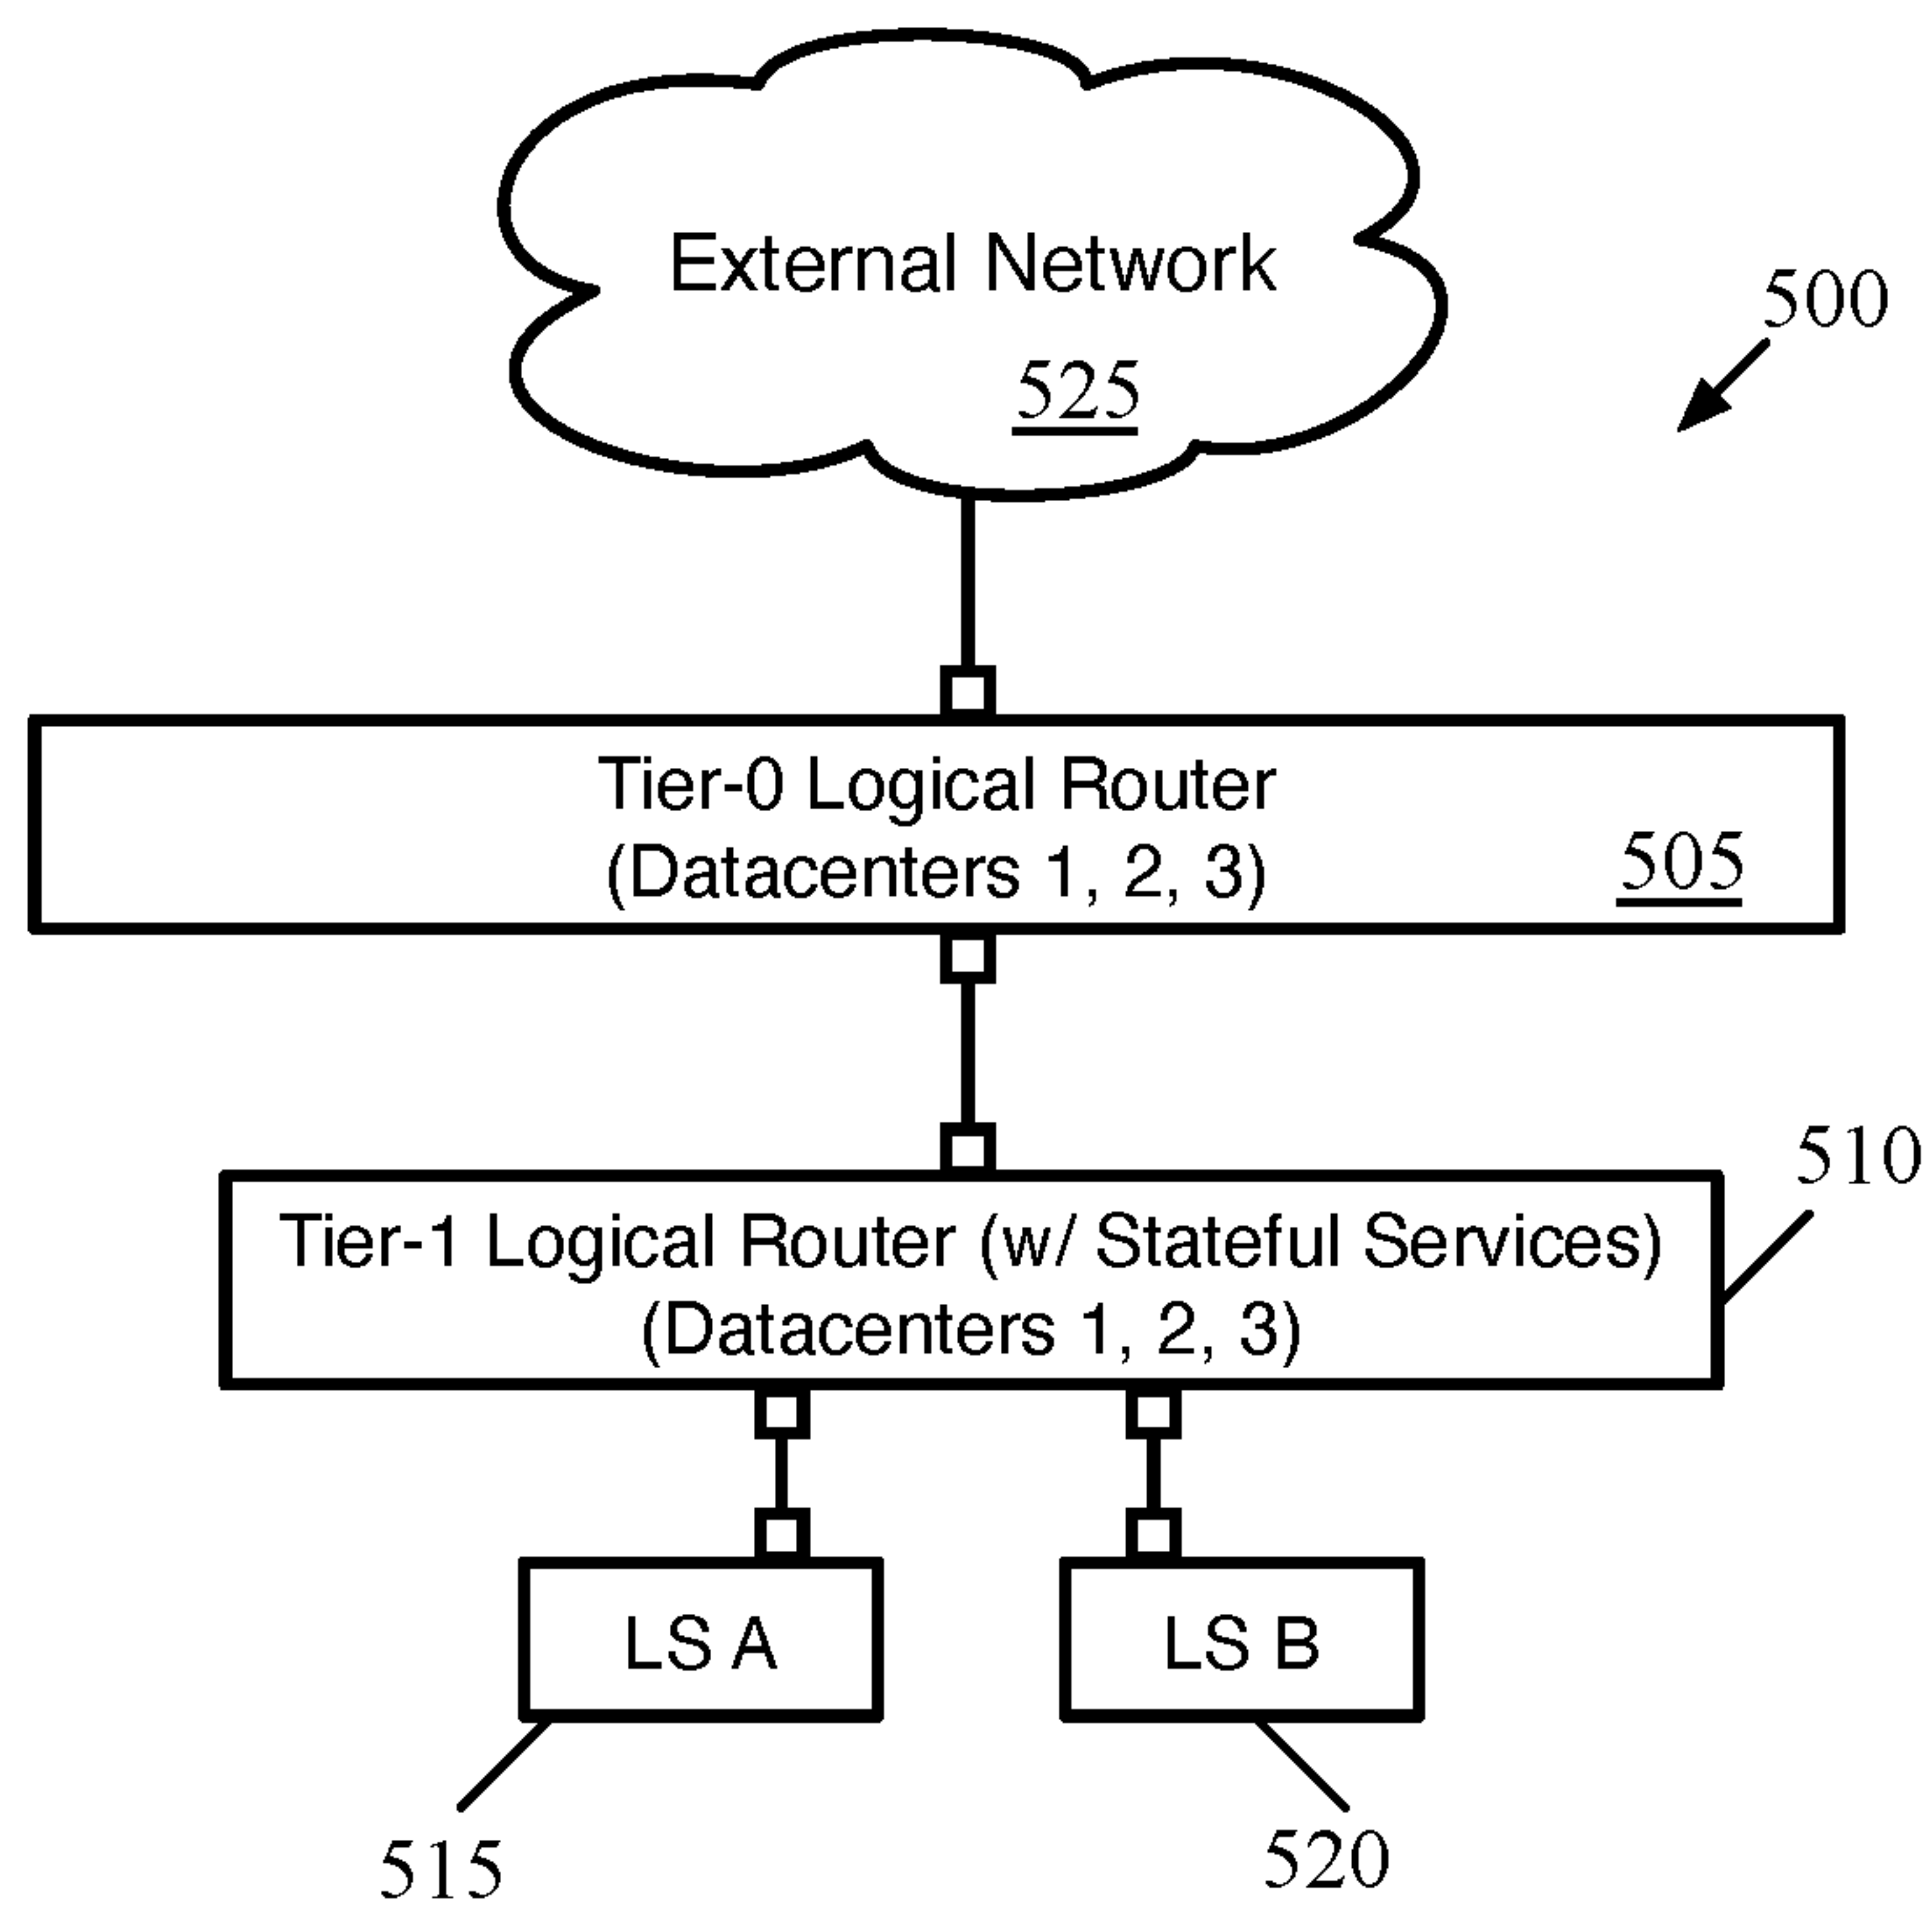 External Network
525
500
Tier-0 Logical Router
(Datacenters 1, 2, 3)
505
510
Tier-1 Logical Router (w/ Stateful Services)
(Datacenters 1, 2, 3)
LS A
LS B
515
520